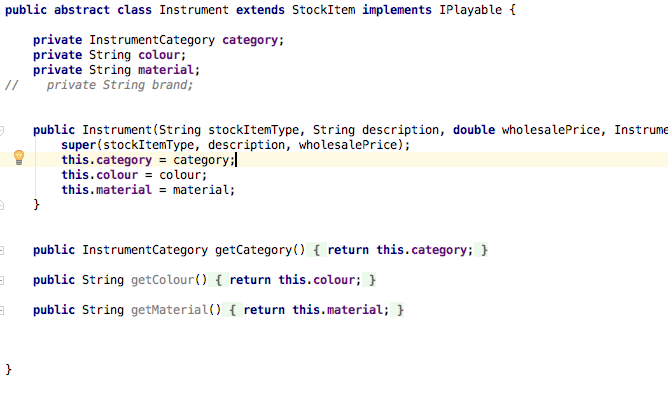 public abstract class Instrument extends StockItem implements IPlayable {
private InstrumentCategory category;
private String colour;
private String material;
// private String brand;
public Instrument(String stockItemType, String description, double wholesalePrice, Instrume
super(stockItemType, description, wholesalePrice);
this.category = category;
this.colour = colour;
this.material = material;
}
public InstrumentCategory getCategory() { return this.category; }
public String getColour() { return this.colour; }
public String getMaterial() { return this.material; }
}